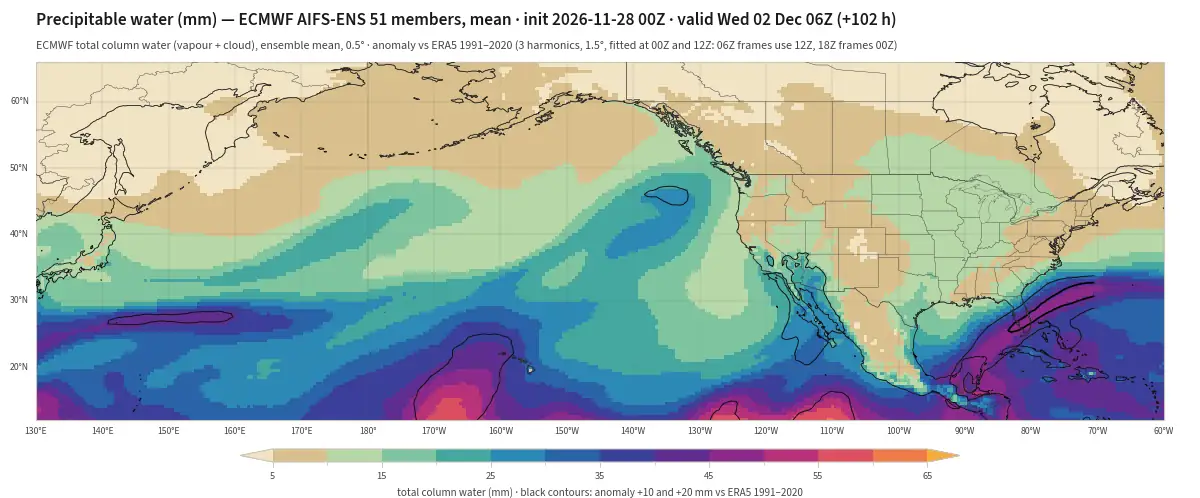 Precipitable water (mm) — ECMWF AIFS-ENS 51 members, mean · init 2026-11-28 00Z · valid Wed 02 Dec 06Z (+102 h)
ECMWF total column water (vapour + cloud), ensemble mean, 0.5° · anomaly vs ERA5 1991–2020 (3 harmonics, 1.5°, fitted at 00Z and 12Z: 06Z frames use 12Z, 18Z frames 00Z)
60°N
50°N
40°N
30°N
20°N
130°E 140°E 150°E 160°E 180° 170°W 160°W 150°W 140°W 130°W 120°W 110°W 100°W 90°W 80°W 70°W 60°W
5 15 25 35 45 55 65
total column water (mm) · black contours: anomaly +10 and +20 mm vs ERA5 1991–2020